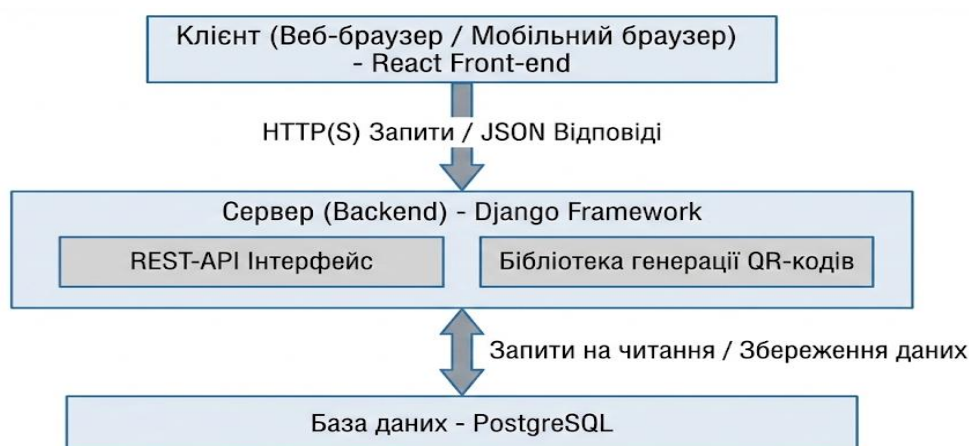 Клієнт (Веб-браузер / Мобільний браузер)
- React Front-end
HTTP(S) Запити / JSON Відповіді
Сервер (Backend) - Django Framework
REST-API Інтерфейс
Бібліотека генерації QR-кодів
Запити на читання / Збереження даних
База даних - PostgreSQL